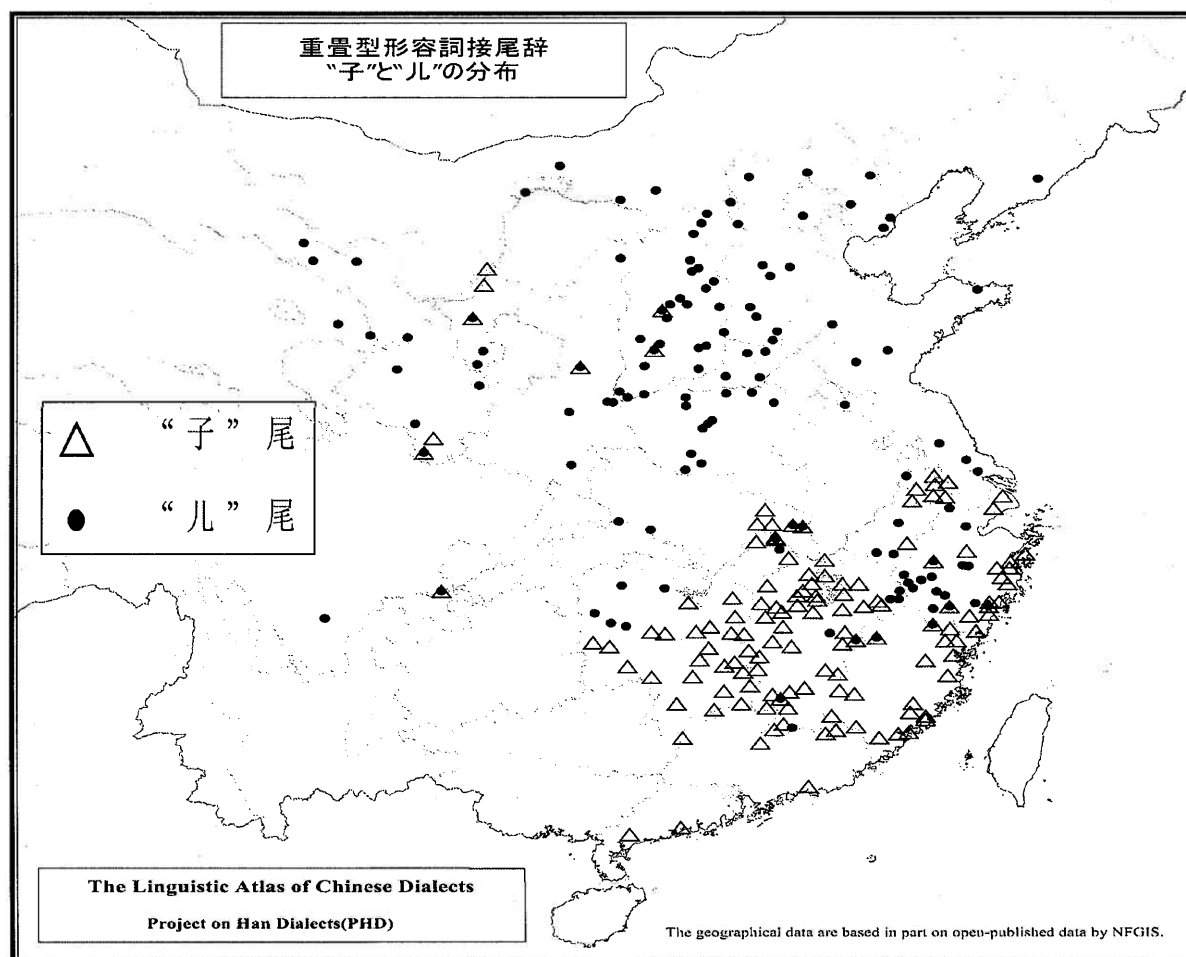 重畳型形容詞接尾辞
“子”と“儿”の分布
“子”尾
“儿”尾
The Linguistic Atlas of Chinese Dialects
Project on Han Dialects(PHD)
The geographical data are based in part on open-published data by NFGIS.